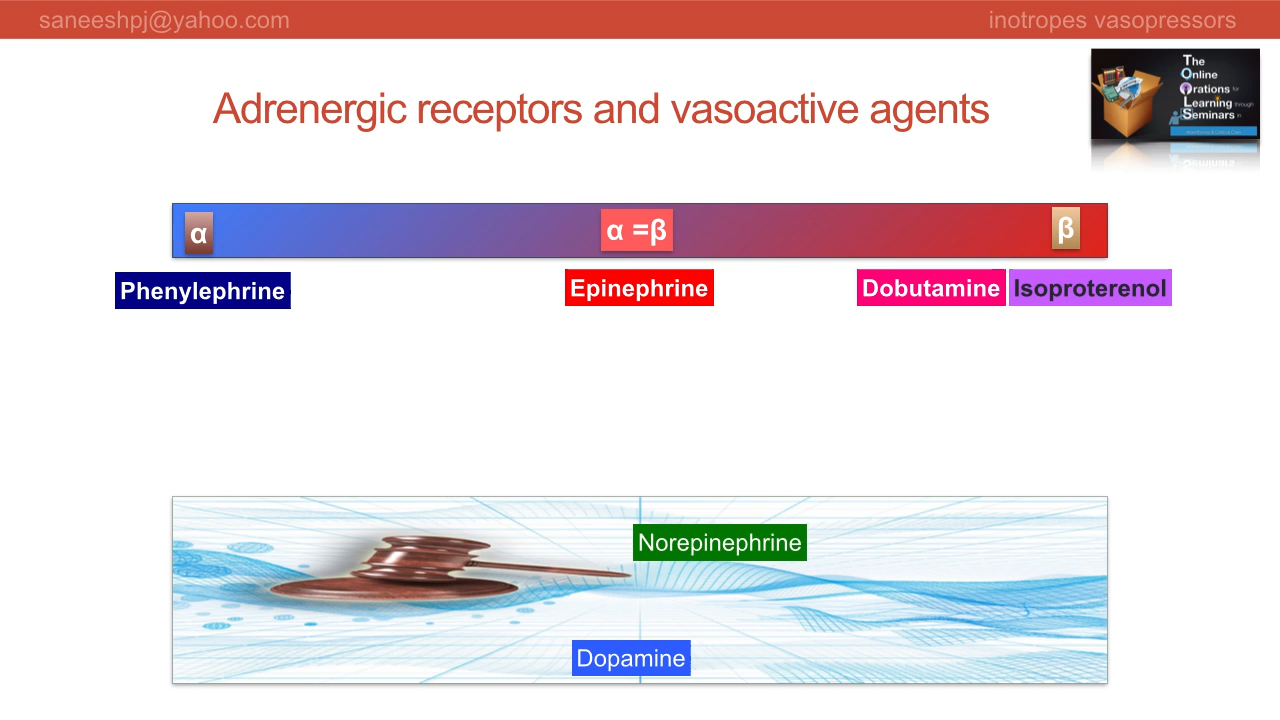 saneeshpj@yahoo.com
inotropes vasopressors
The
Online
Orations for
Learning through
Seminars in
Adrenergic receptors and vasoactive agents
α
α =β
β
Phenylephrine
Epinephrine
Dobutamine
Isoproterenol
Norepinephrine
Dopamine